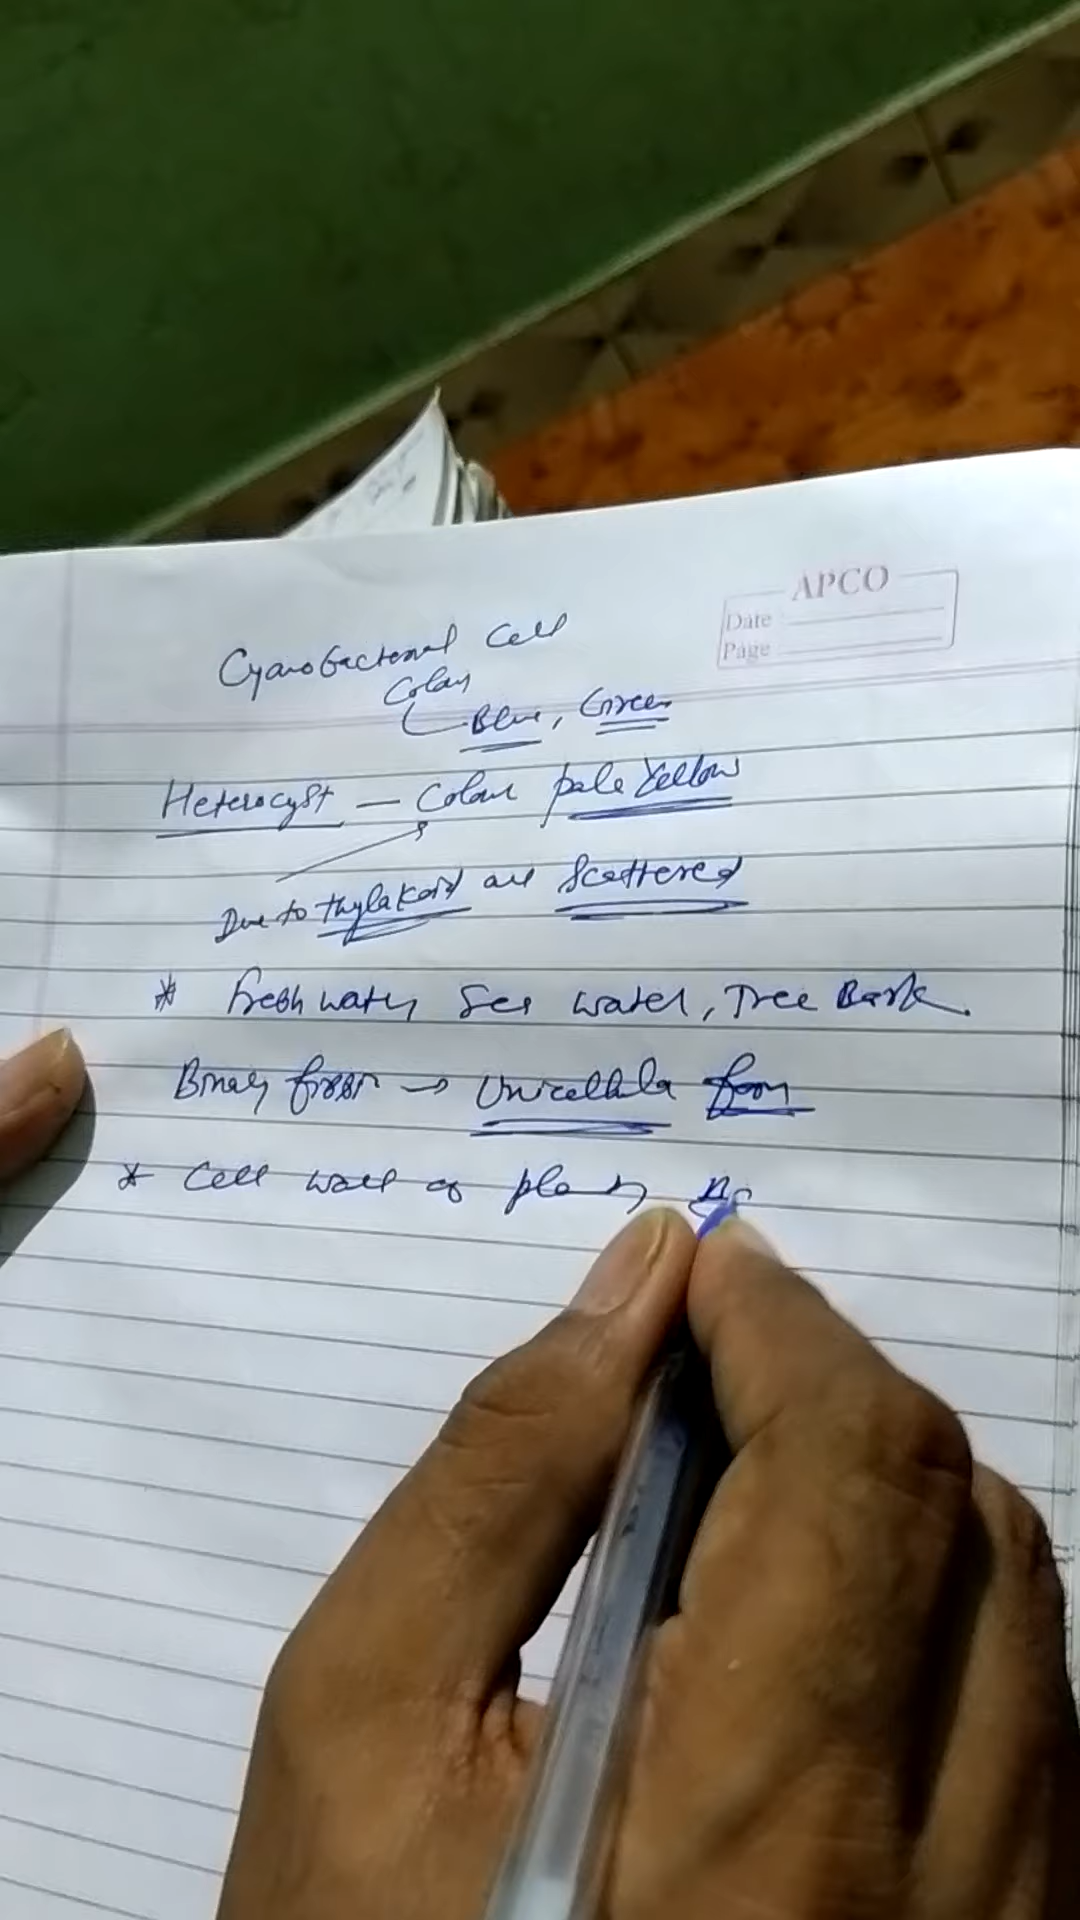 APCO
Date
Page
Cyanobacterial Cell
Colour
Blue, Green
Heterocyst — Colour pale Yellow
Due to thylakoid are Scattered
* Fresh water Sea water, Tree Bark.
Binary fission → Unicellula form
* Cell wall of plants